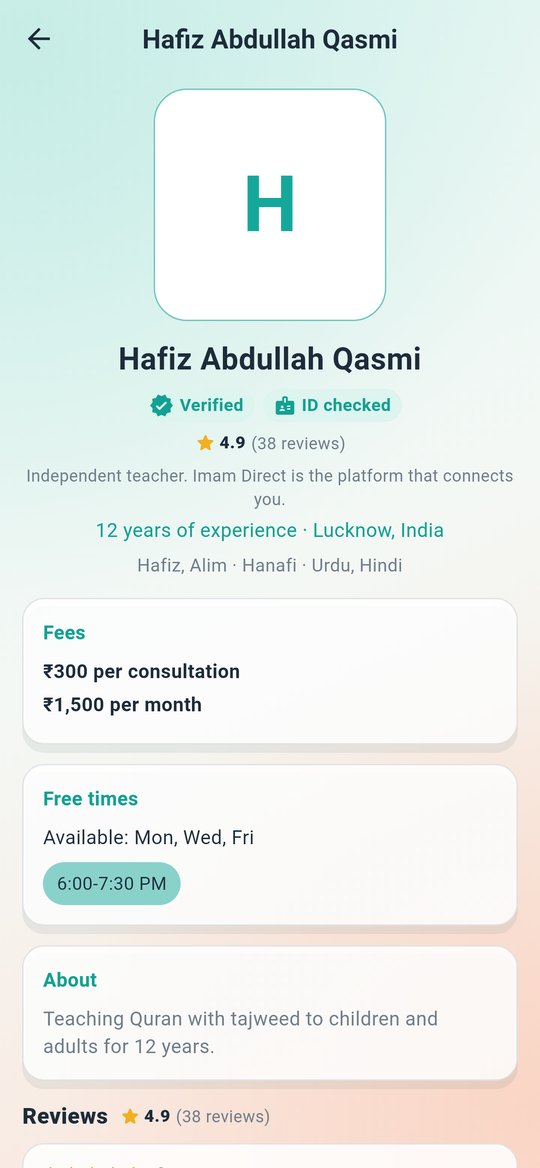 Hafiz Abdullah Qasmi
H
Hafiz Abdullah Qasmi
Verified ID checked
4.9 (38 reviews)
Independent teacher. Imam Direct is the platform that connects
you.
12 years of experience · Lucknow, India
Hafiz, Alim · Hanafi · Urdu, Hindi
Fees
₹300 per consultation
₹1,500 per month
Free times
Available: Mon, Wed, Fri
6:00-7:30 PM
About
Teaching Quran with tajweed to children and
adults for 12 years.
Reviews 4.9 (38 reviews)